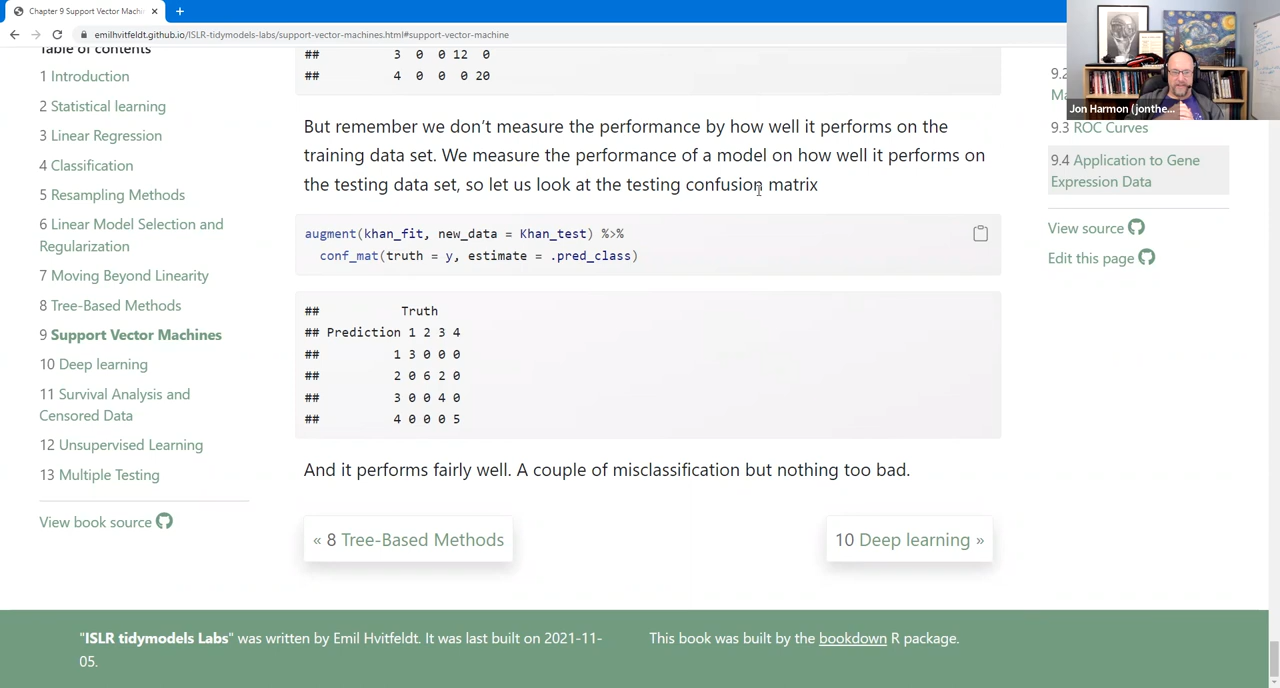 Chapter 9 Support Vector Machin
emilhvitfeldt.github.io/ISLR-tidymodels-labs/support-vector-machines.html#support-vector-machine
Table of contents
1 Introduction
2 Statistical learning
3 Linear Regression
4 Classification
5 Resampling Methods
6 Linear Model Selection and
Regularization
7 Moving Beyond Linearity
8 Tree-Based Methods
9 Support Vector Machines
10 Deep learning
11 Survival Analysis and
Censored Data
12 Unsupervised Learning
13 Multiple Testing
View book source
## 3 0 0 12 0
## 4 0 0 0 20
But remember we don't measure the performance by how well it performs on the
training data set. We measure the performance of a model on how well it performs on
the testing data set, so let us look at the testing confusion matrix
augment(khan_fit, new_data = Khan_test) %>%
conf_mat(truth = y, estimate = .pred_class)
## Truth
## Prediction 1 2 3 4
## 1 3 0 0 0
## 2 0 6 2 0
## 3 0 0 4 0
## 4 0 0 0 5
And it performs fairly well. A couple of misclassification but nothing too bad.
« 8 Tree-Based Methods
10 Deep learning »
Jon Harmon (jonthe...
9.2
Ma
9.3 ROC Curves
9.4 Application to Gene
Expression Data
View source
Edit this page
"ISLR tidymodels Labs" was written by Emil Hvitfeldt. It was last built on 2021-11-
05.
This book was built by the bookdown R package.